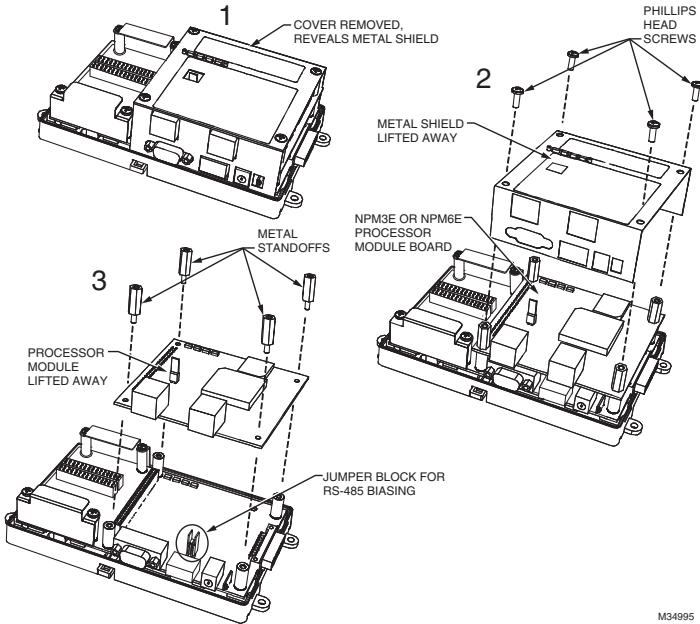 1
COVER REMOVED,
REVEALS METAL SHIELD
2
PHILLIPS
HEAD
SCREWS
METAL SHIELD
LIFTED AWAY
NPM3E OR NPM6E
PROCESSOR
MODULE BOARD
3
METAL
STANDOFFS
PROCESSOR
MODULE
LIFTED AWAY
JUMPER BLOCK FOR
RS-485 BIASING
M34995